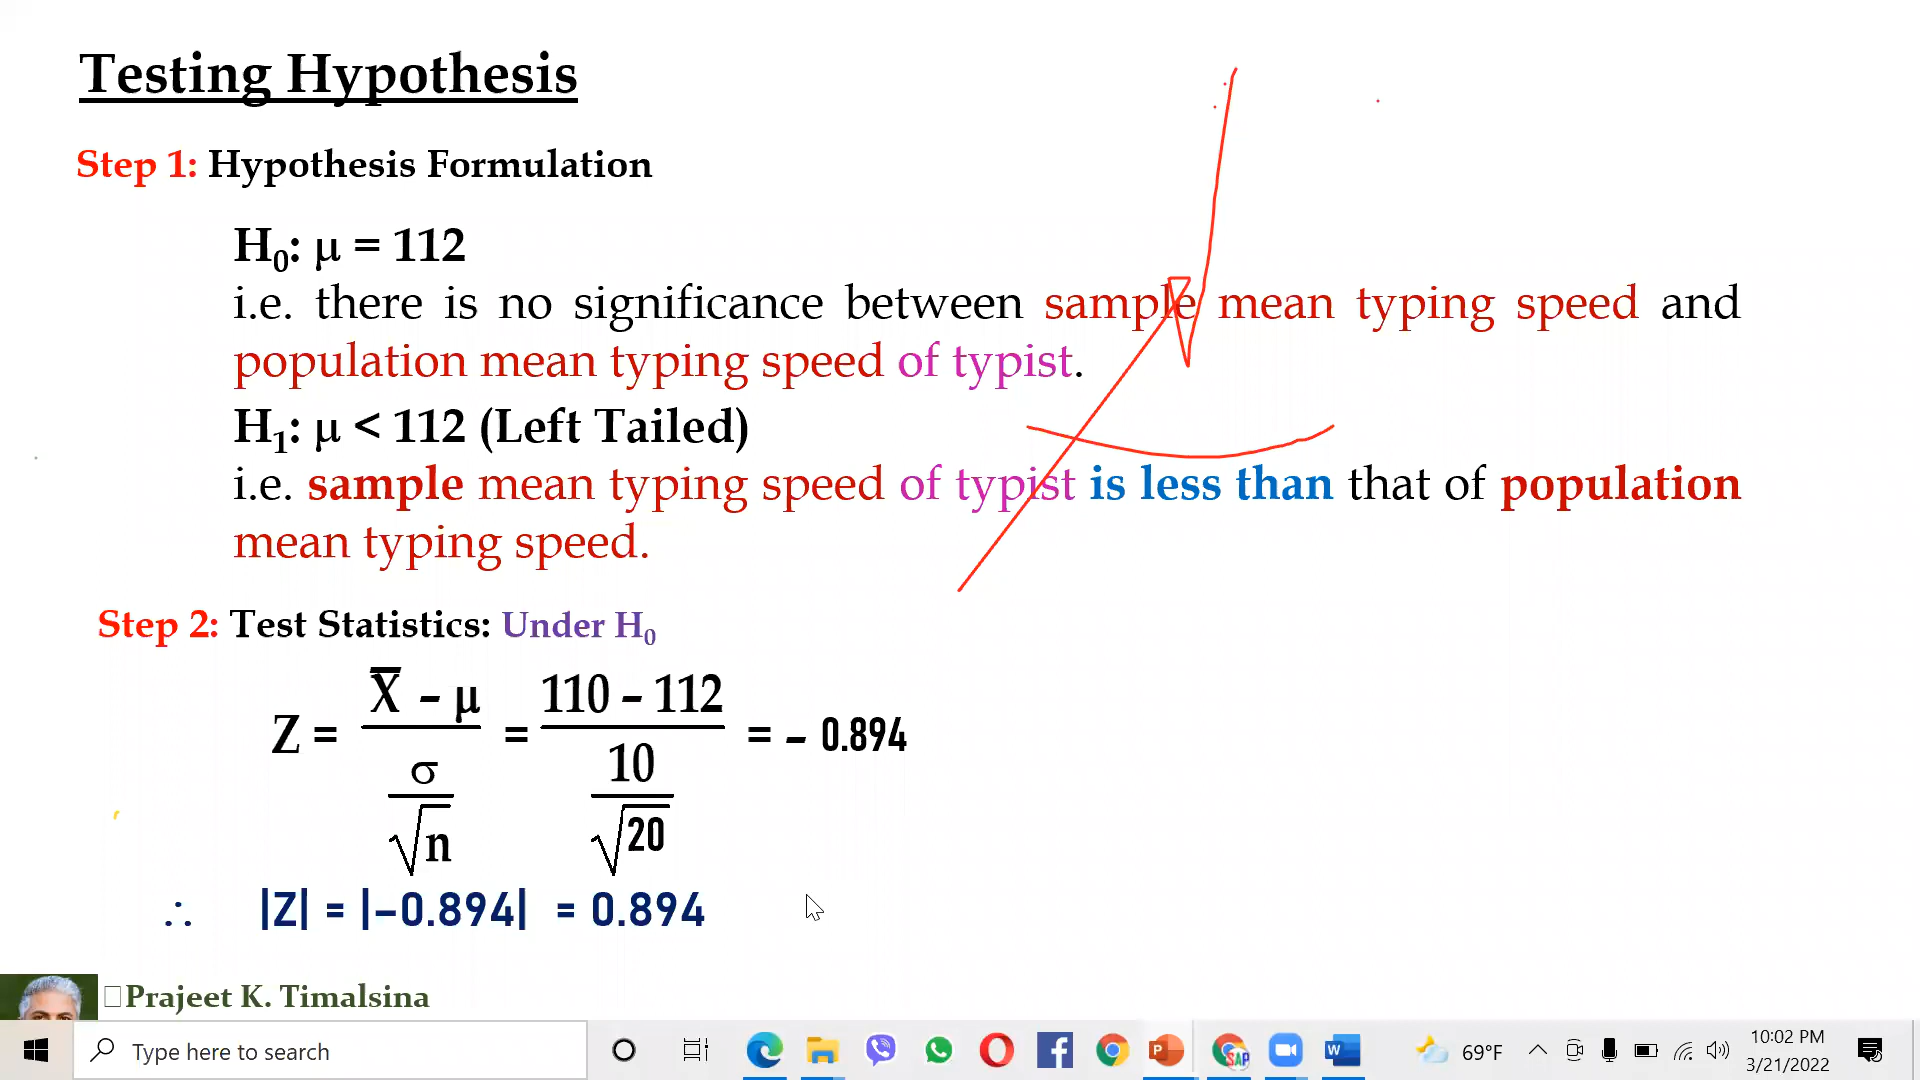 Testing Hypothesis
Step 1: Hypothesis Formulation
H₀: μ = 112
i.e. there is no significance between sample mean typing speed and
population mean typing speed of typist.
H₁: μ < 112 (Left Tailed)
i.e. sample mean typing speed of typist is less than that of population
mean typing speed.
Step 2: Test Statistics: Under H₀
Z = (X̅ – μ) / (σ / √n) = (110 – 112) / (10 / √20) = – 0.894
∴ |Z| = |–0.894| = 0.894
Prajeet K. Timalsina
Type here to search
SAP
69°F
10:02 PM
3/21/2022